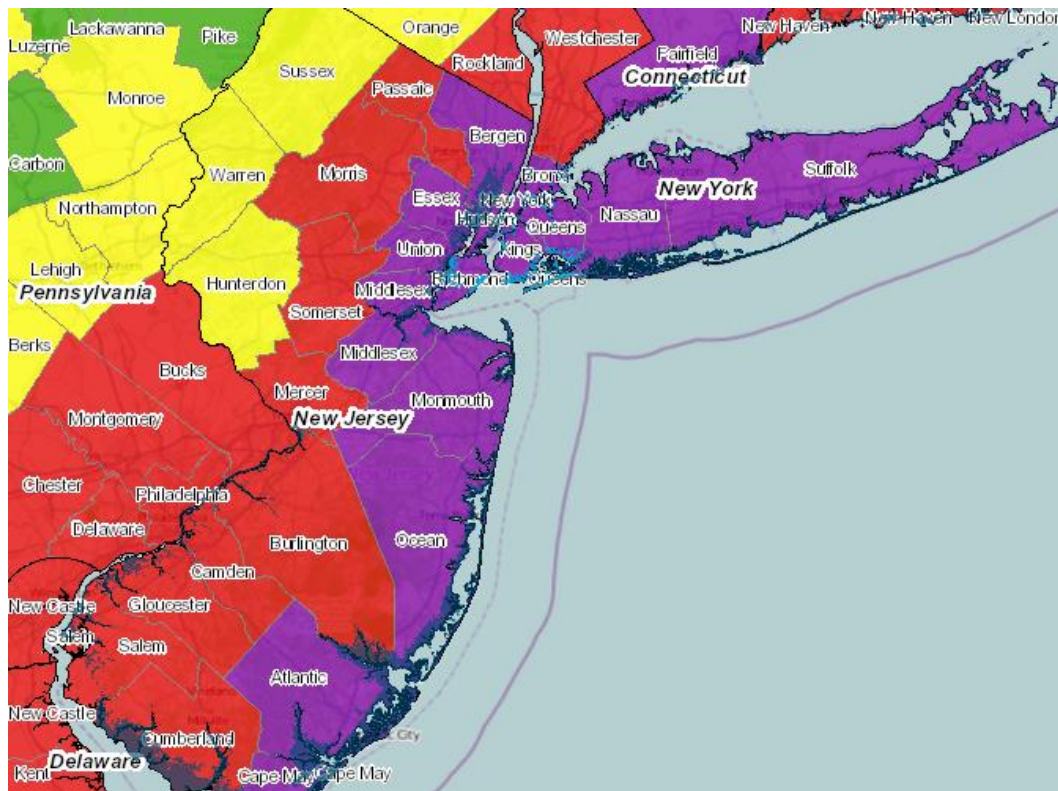 Lackawanna
Pike
Orange
New Haven
New Haven
New London
Luzerne
Westchester
Rockland
Fairfield
Connecticut
Sussex
Passaic
Monroe
Bergen
Carbon
Warren
Morris
Bron
Suffolk
Essex
New York
New York
Northampton
Hudson
Nassau
Queens
Union
Kings
Lehigh
Pennsylvania
Hunterdon
Richmond
Queens
Middlesex
Somerset
Berks
Middlesex
Bucks
Mercer
Monmouth
Montgomery
New Jersey
Chester
Philadelphia
Delaware
Burlington
Ocean
Camden
New Castle
Gloucester
Salem
Salem
Atlantic
New Castle
Cumberland
City
Delaware
Kent
Cape May
Cape May